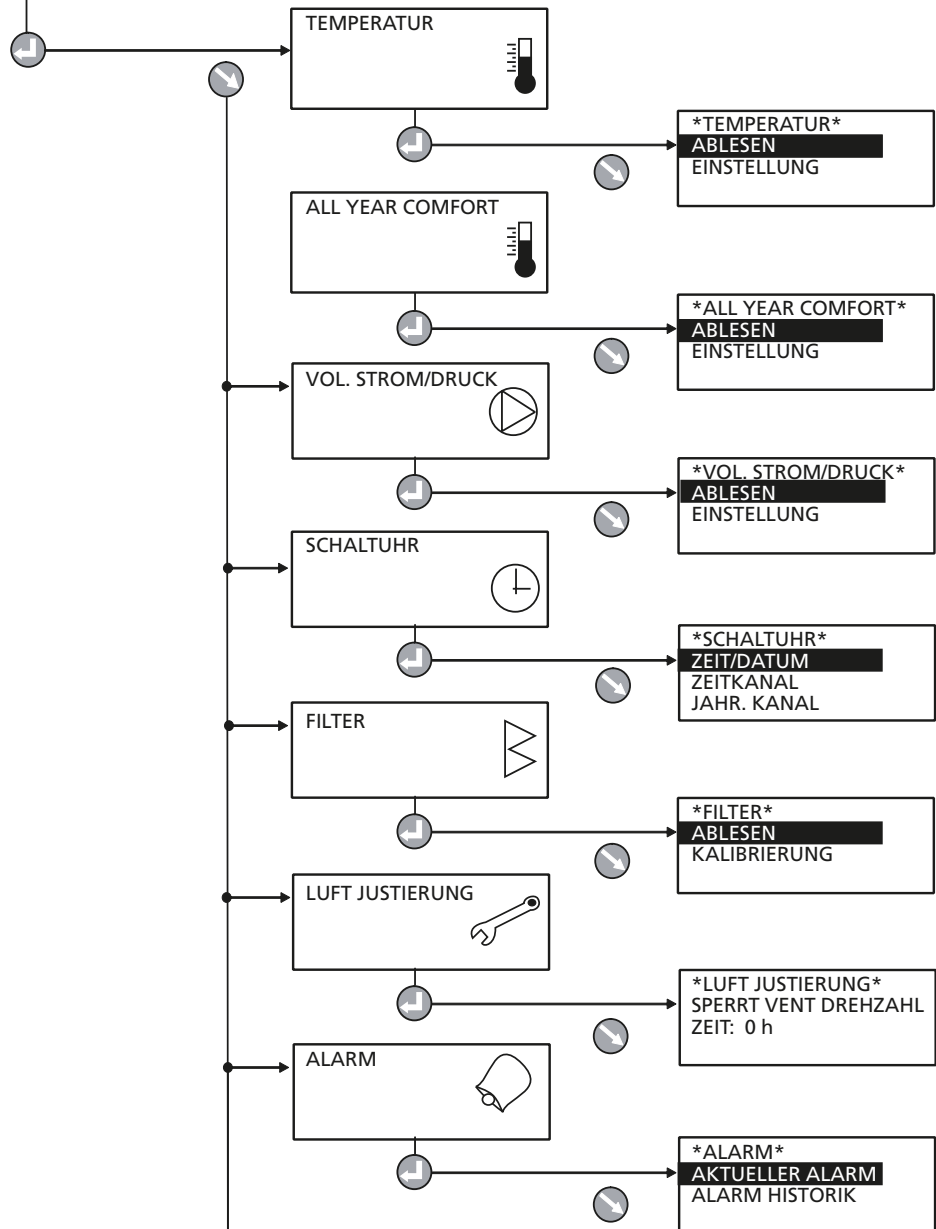 TEMPERATUR
*TEMPERATUR*
ABLESEN
EINSTELLUNG
ALL YEAR COMFORT
*ALL YEAR COMFORT*
ABLESEN
EINSTELLUNG
VOL. STROM/DRUCK
*VOL. STROM/DRUCK*
ABLESEN
EINSTELLUNG
SCHALTUHR
*SCHALTUHR*
ZEIT/DATUM
ZEITKANAL
JAHR. KANAL
FILTER
*FILTER*
ABLESEN
KALIBRIERUNG
LUFT JUSTIERUNG
*LUFT JUSTIERUNG*
SPERRT VENT DREHZAHL
ZEIT: 0 h
ALARM
*ALARM*
AKTUELLER ALARM
ALARM HISTORIK